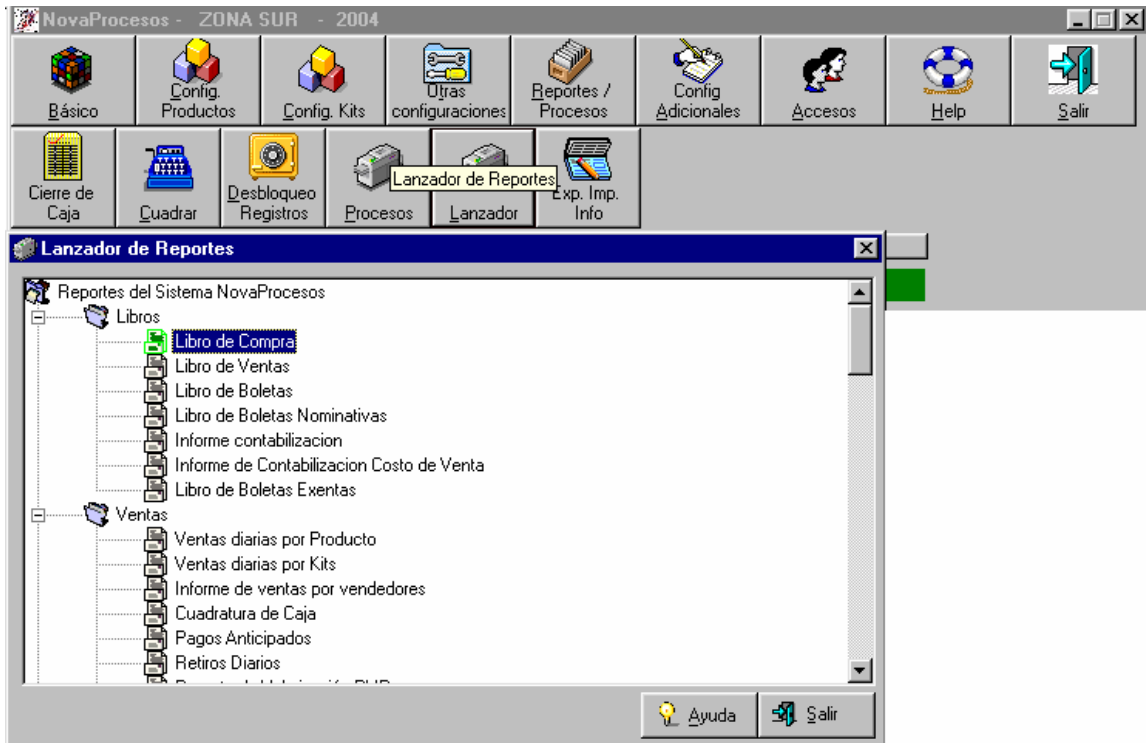 NovaProcesos - ZONA SUR - 2004
Básico
Config. Productos
Config. Kits
Otras configuraciones
Reportes / Procesos
Config Adicionales
Accesos
Help
Salir
Cierre de Caja
Cuadrar
Desbloqueo Registros
Procesos
Lanzador de Reportes
Lanzador
Exp. Imp. Info
Lanzador de Reportes
Reportes del Sistema NovaProcesos
Libros
Libro de Compra
Libro de Ventas
Libro de Boletas
Libro de Boletas Nominativas
Informe contabilizacion
Informe de Contabilizacion Costo de Venta
Libro de Boletas Exentas
Ventas
Ventas diarias por Producto
Ventas diarias por Kits
Informe de ventas por vendedores
Cuadratura de Caja
Pagos Anticipados
Retiros Diarios
Ayuda
Salir